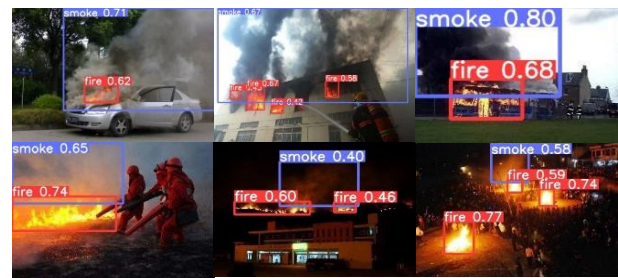 smoke 0.71
fire 0.62
smoke 0.57
fire 0.67
fire 0.58
0.42
smoke 0.80
fire 0.68
smoke 0.65
fire 0.74
smoke 0.40
fire 0.60
fire 0.46
smoke 0.58
fire 0.59
fire 0.74
fire 0.77